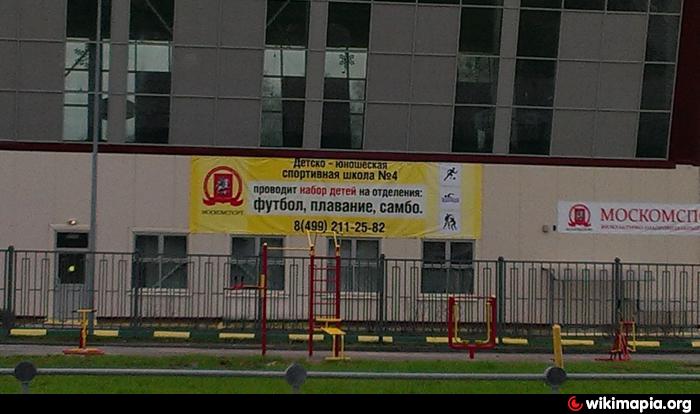 Детско - юношеская
спортивная школа №4
проводит набор детей на отделения:
футбол, плавание, самбо.
8(499) 211-25-82
МОСКОМСПОРТ
МОСКОМСП
wikimapia.org